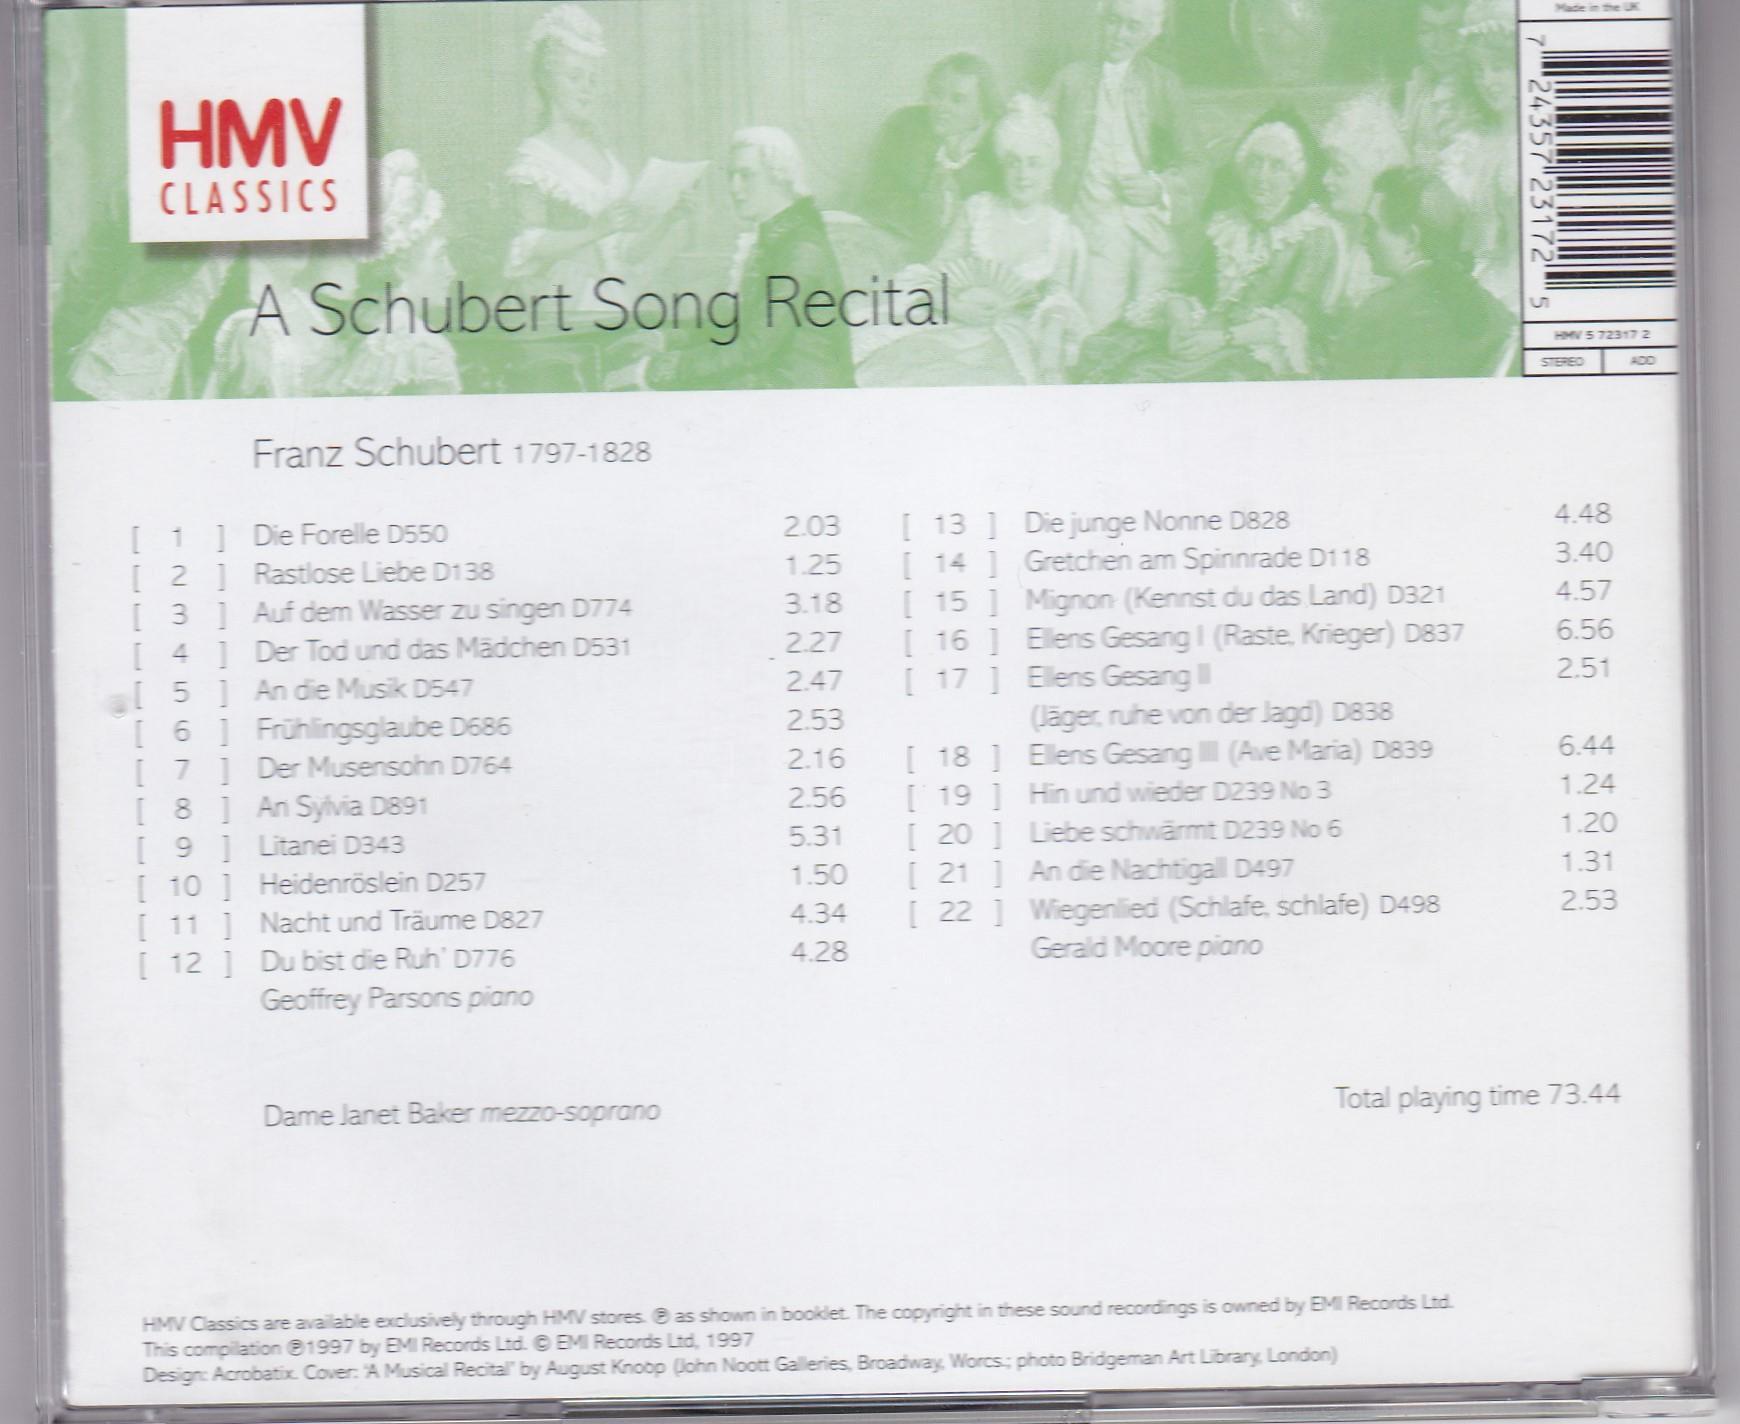 HMV
CLASSICS
A Schubert Song Recital
Made in the UK
7 24357 23172 5
HMV 5 72317 2
STEREO ADD
Franz Schubert 1797-1828
[ 1 ] Die Forelle D550 2.03
[ 2 ] Rastlose Liebe D138 1.25
[ 3 ] Auf dem Wasser zu singen D774 3.18
[ 4 ] Der Tod und das Mädchen D531 2.27
[ 5 ] An die Musik D547 2.47
[ 6 ] Frühlingsglaube D686 2.53
[ 7 ] Der Musensohn D764 2.16
[ 8 ] An Sylvia D891 2.56
[ 9 ] Litanei D343 5.31
[ 10 ] Heidenröslein D257 1.50
[ 11 ] Nacht und Träume D827 4.34
[ 12 ] Du bist die Ruh' D776 4.28
Geoffrey Parsons piano
[ 13 ] Die junge Nonne D828 4.48
[ 14 ] Gretchen am Spinnrade D118 3.40
[ 15 ] Mignon (Kennst du das Land) D321 4.57
[ 16 ] Ellens Gesang I (Raste, Krieger) D837 6.56
[ 17 ] Ellens Gesang II 2.51
(Jäger, ruhe von der Jagd) D838
[ 18 ] Ellens Gesang III (Ave Maria) D839 6.44
[ 19 ] Hin und wieder D239 No 3 1.24
[ 20 ] Liebe schwärmt D239 No 6 1.20
[ 21 ] An die Nachtigall D497 1.31
[ 22 ] Wiegenlied (Schlafe, schlafe) D498 2.53
Gerald Moore piano
Dame Janet Baker mezzo-soprano
Total playing time 73.44
HMV Classics are available exclusively through HMV stores. ℗ as shown in booklet. The copyright in these sound recordings is owned by EMI Records Ltd.
This compilation ℗1997 by EMI Records Ltd. © EMI Records Ltd, 1997
Design: Acrobatix. Cover: 'A Musical Recital' by August Knoop (John Noott Galleries, Broadway, Worcs.; photo Bridgeman Art Library, London)